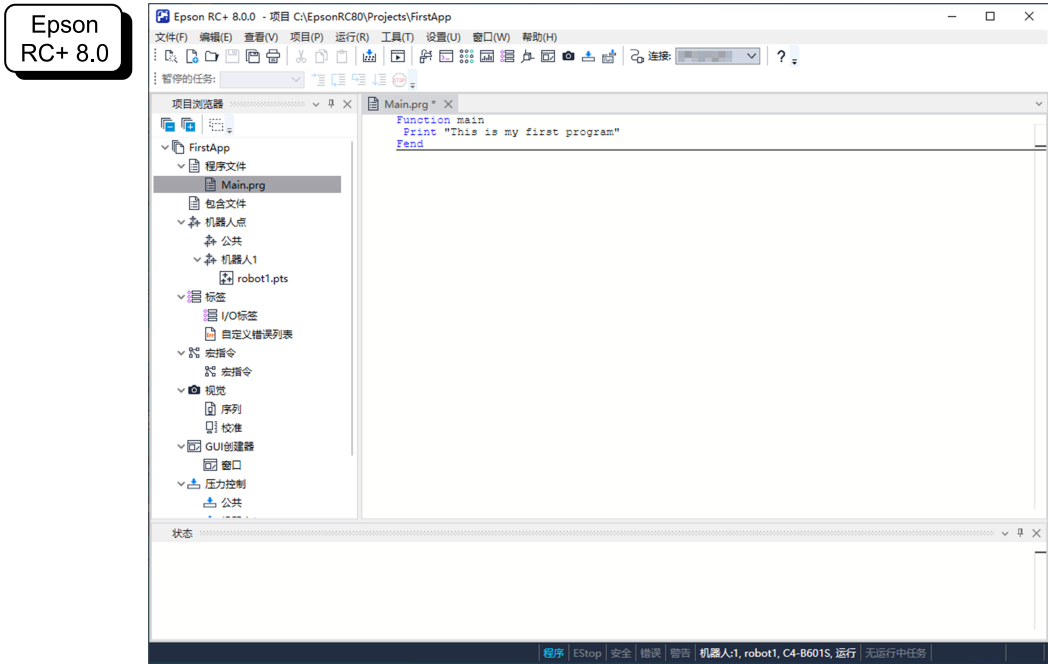 Epson
RC+ 8.0
Epson RC+ 8.0.0 - 项目 C:\EpsonRC80\Projects\FirstApp
文件(F) 编辑(E) 查看(V) 项目(P) 运行(R) 工具(T) 设置(U) 窗口(W) 帮助(H)
连接:
?
暂停的任务:
STOP
项目浏览器
Main.prg *
Function main
Print "This is my first program"
Fend
FirstApp
程序文件
Main.prg
包含文件
机器人点
公共
机器人1
robot1.pts
标签
I/O标签
自定义错误列表
宏指令
宏指令
视觉
序列
校准
GUI创建器
窗口
压力控制
公共
状态
程序 EStop 安全 错误 警告 机器人:1, robot1, C4-B601S, 运行 无运行中任务